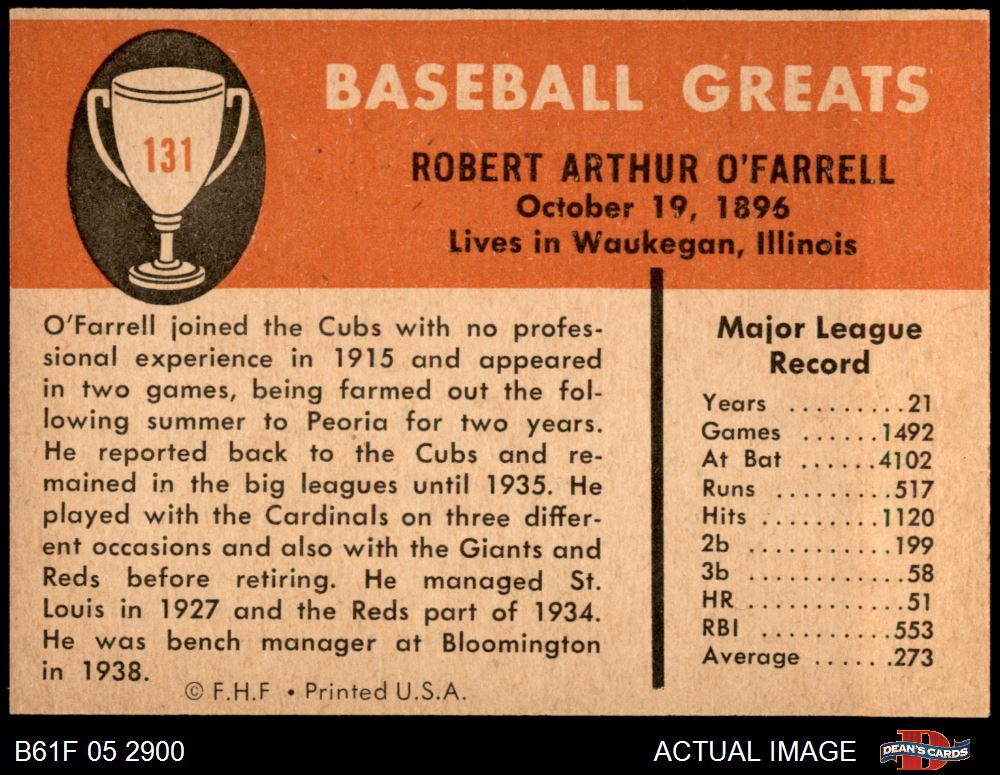 131
BASEBALL GREATS
ROBERT ARTHUR O'FARRELL
October 19, 1896
Lives in Waukegan, Illinois
O'Farrell joined the Cubs with no profes-
sional experience in 1915 and appeared
in two games, being farmed out the fol-
lowing summer to Peoria for two years.
He reported back to the Cubs and re-
mained in the big leagues until 1935. He
played with the Cardinals on three differ-
ent occasions and also with the Giants and
Reds before retiring. He managed St.
Louis in 1927 and the Reds part of 1934.
He was bench manager at Bloomington
in 1938.
© F.H.F • Printed U.S.A.
Major League
Record
Years .........21
Games ......1492
At Bat ......4102
Runs .........517
Hits .........1120
2b ...........199
3b ............58
HR ............51
RBI ..........553
Average ......273
B61F 05 2900
ACTUAL IMAGE
DEAN'S CARDS